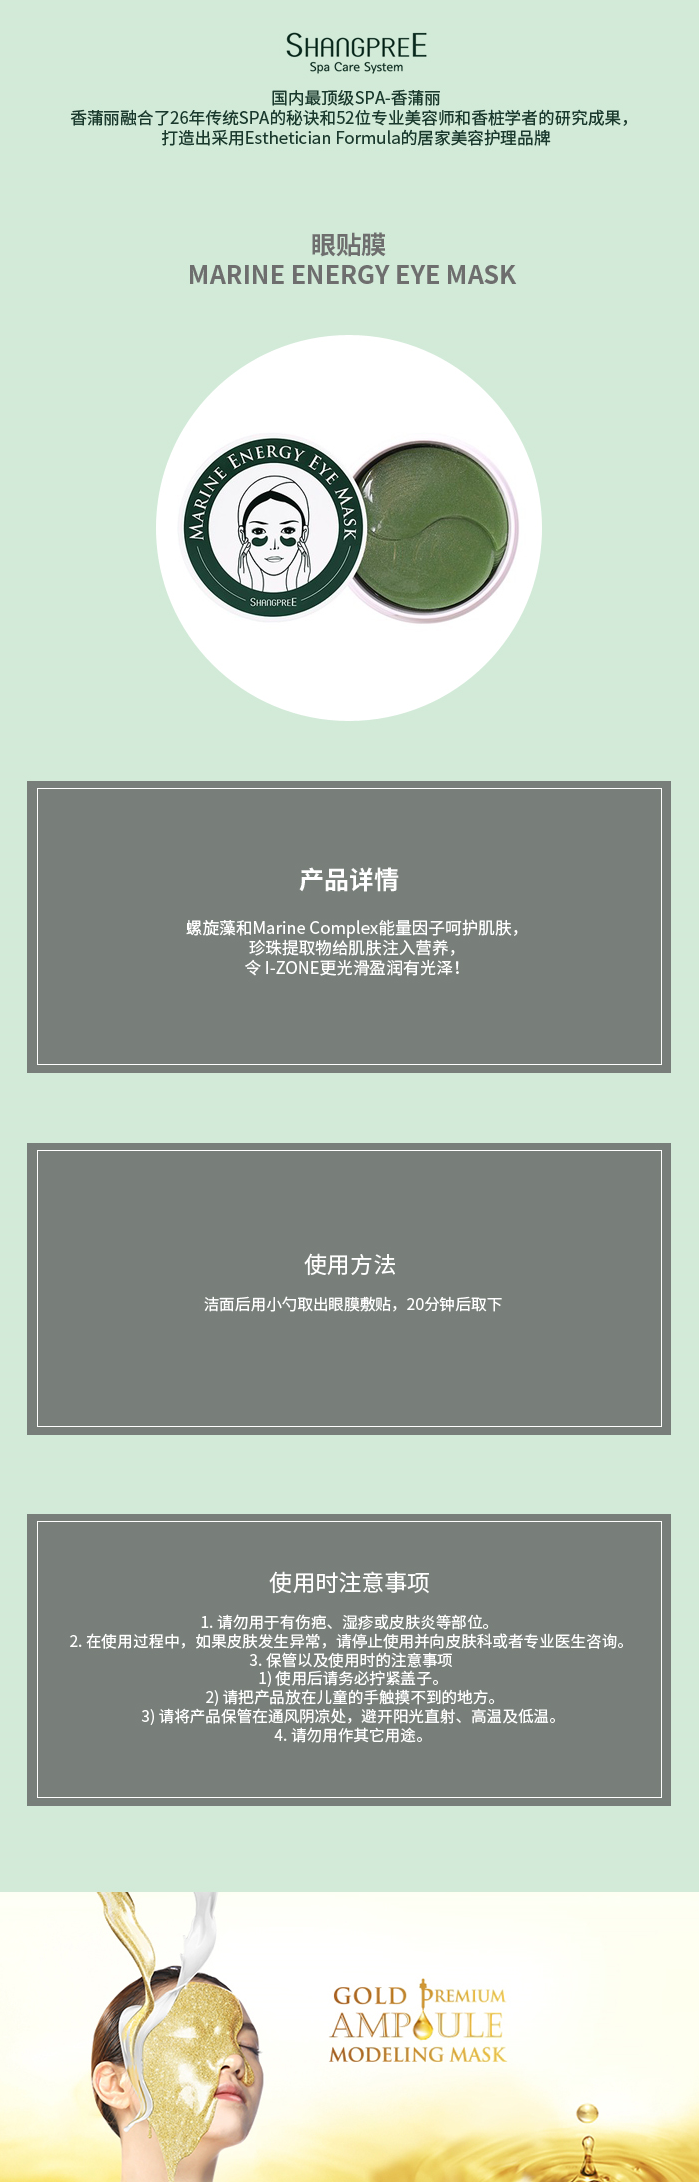 SHANGPREE
Spa Care System
国内最顶级SPA-香蒲丽
香蒲丽融合了26年传统SPA的秘诀和52位专业美容师和香桩学者的研究成果，
打造出采用Esthetician Formula的居家美容护理品牌
眼贴膜
MARINE ENERGY EYE MASK
MARINE ENERGY EYE MASK
SHANGPREE
产品详情
螺旋藻和Marine Complex能量因子呵护肌肤，
珍珠提取物给肌肤注入营养，
令 I-ZONE更光滑盈润有光泽！
使用方法
洁面后用小勺取出眼膜敷贴，20分钟后取下
使用时注意事项
1. 请勿用于有伤疤、湿疹或皮肤炎等部位。
2. 在使用过程中，如果皮肤发生异常，请停止使用并向皮肤科或者专业医生咨询。
3. 保管以及使用时的注意事项
1) 使用后请务必拧紧盖子。
2) 请把产品放在儿童的手触摸不到的地方。
3) 请将产品保管在通风阴凉处，避开阳光直射、高温及低温。
4. 请勿用作其它用途。
GOLD PREMIUM
AMPOULE
MODELING MASK